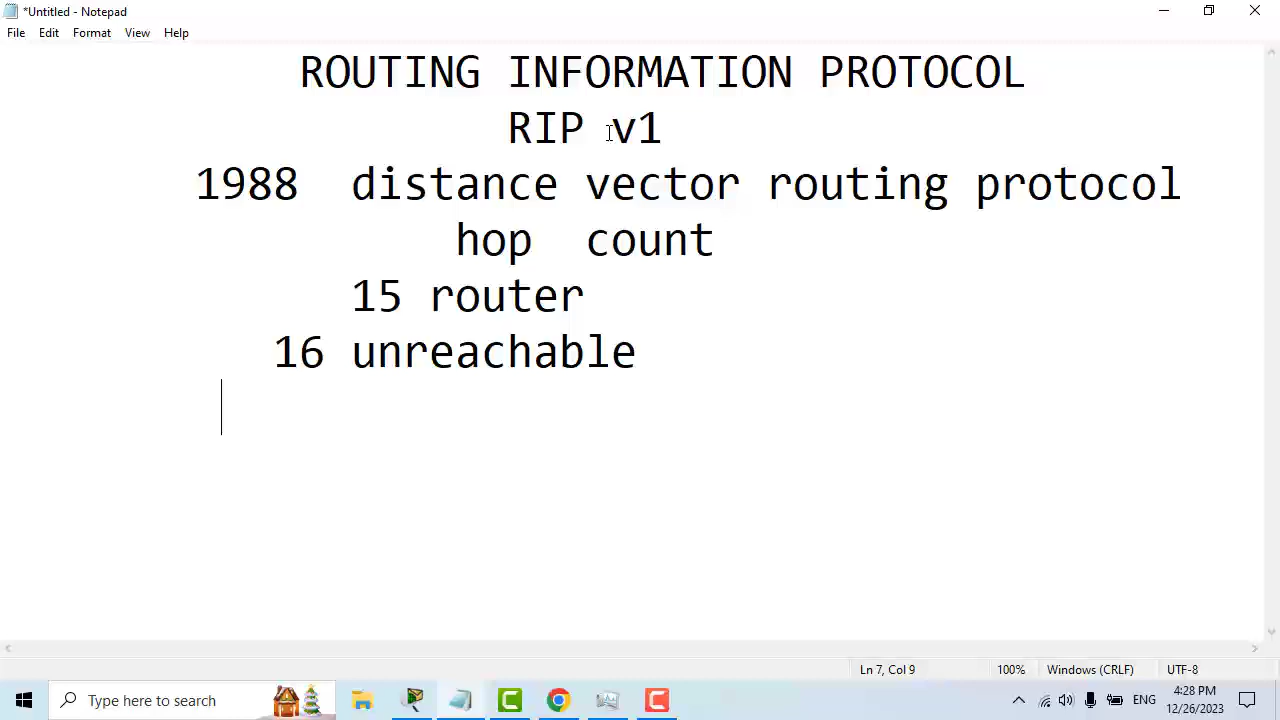 *Untitled - Notepad
File Edit Format View Help
ROUTING INFORMATION PROTOCOL
RIP v1
1988 distance vector routing protocol
hop count
15 router
16 unreachable
Ln 7, Col 9 100% Windows (CRLF) UTF-8
Type here to search
ENG
4:28 PM
12/26/2023